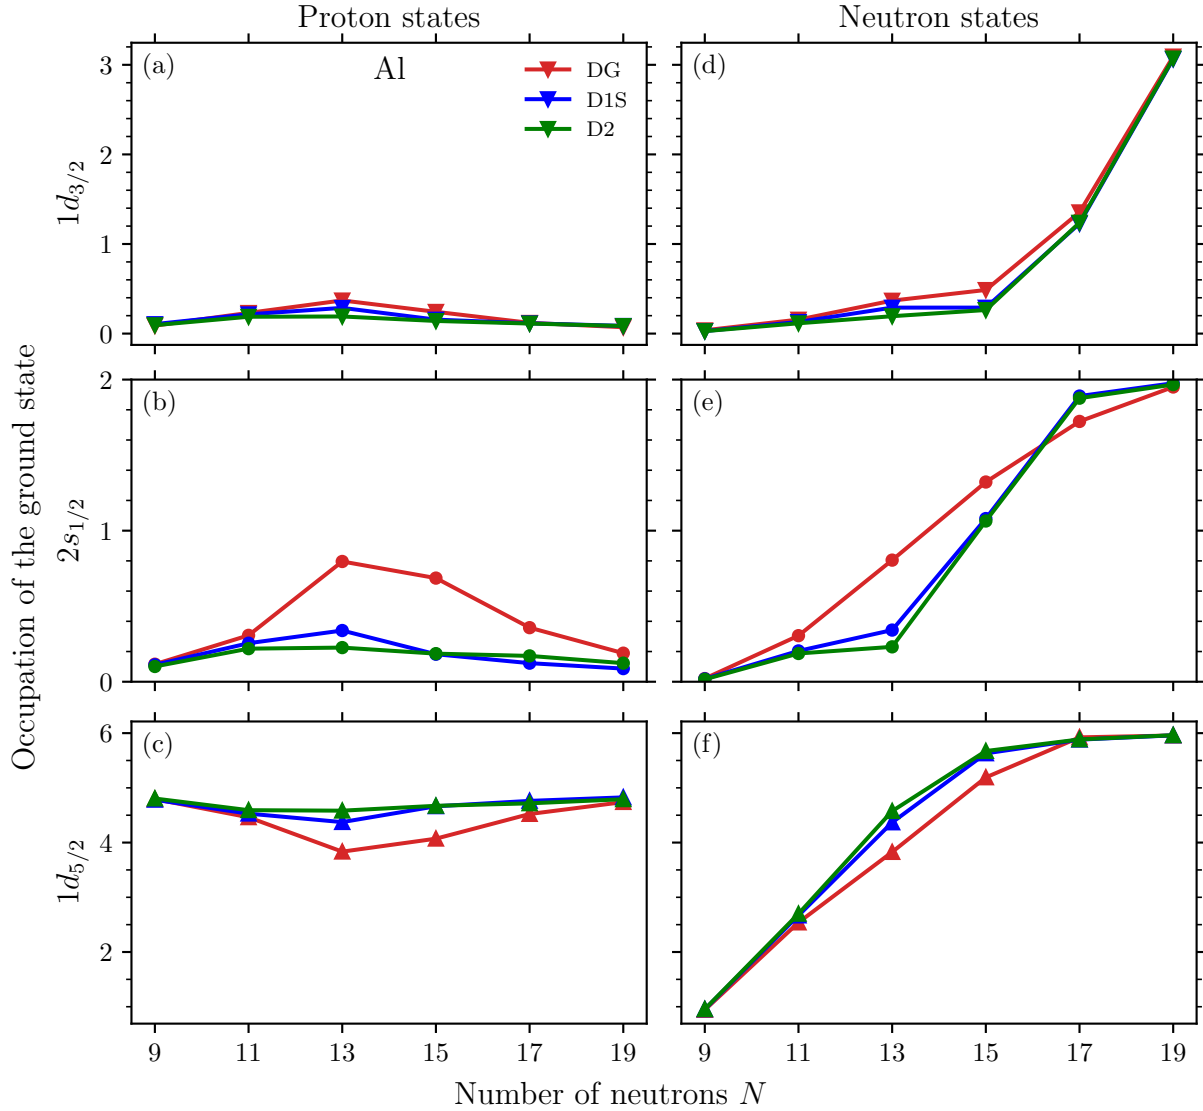 Proton states
Neutron states
(a)
Al
DG
D1S
D2
3
2
1
0
1d3/2
(d)
(b)
2
1
0
2s1/2
(e)
(c)
6
4
2
1d5/2
(f)
9 11 13 15 17 19
9 11 13 15 17 19
Occupation of the ground state
Number of neutrons N